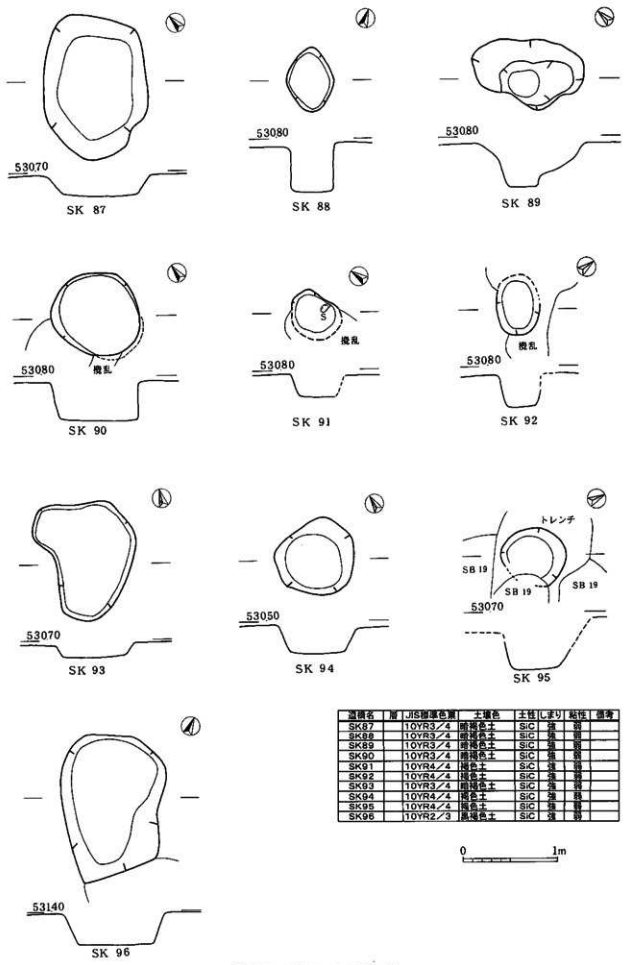 53070
SK 87
53080
SK 88
53080
SK 89
撹乱
53080
SK 90
S
撹乱
53080
SK 91
撹乱
53080
SK 92
53070
SK 93
53050
SK 94
トレンチ
SB 19
SB 19
SB 19
53070
SK 95
53140
SK 96
遺構名 層 JIS標準色票 土壌色 土性 しまり 粘性 備考
SK87 10YR3/4 暗褐色土 SiC 強 弱
SK88 10YR3/4 暗褐色土 SiC 強 弱
SK89 10YR3/4 暗褐色土 SiC 強 弱
SK90 10YR3/4 暗褐色土 SiC 強 弱
SK91 10YR4/4 褐色土 SiC 強 弱
SK92 10YR4/4 褐色土 SiC 強 弱
SK93 10YR3/4 暗褐色土 SiC 強 弱
SK94 10YR4/4 褐色土 SiC 強 弱
SK95 10YR4/4 褐色土 SiC 強 弱
SK96 10YR2/3 黒褐色土 SiC 強 弱
0 1m